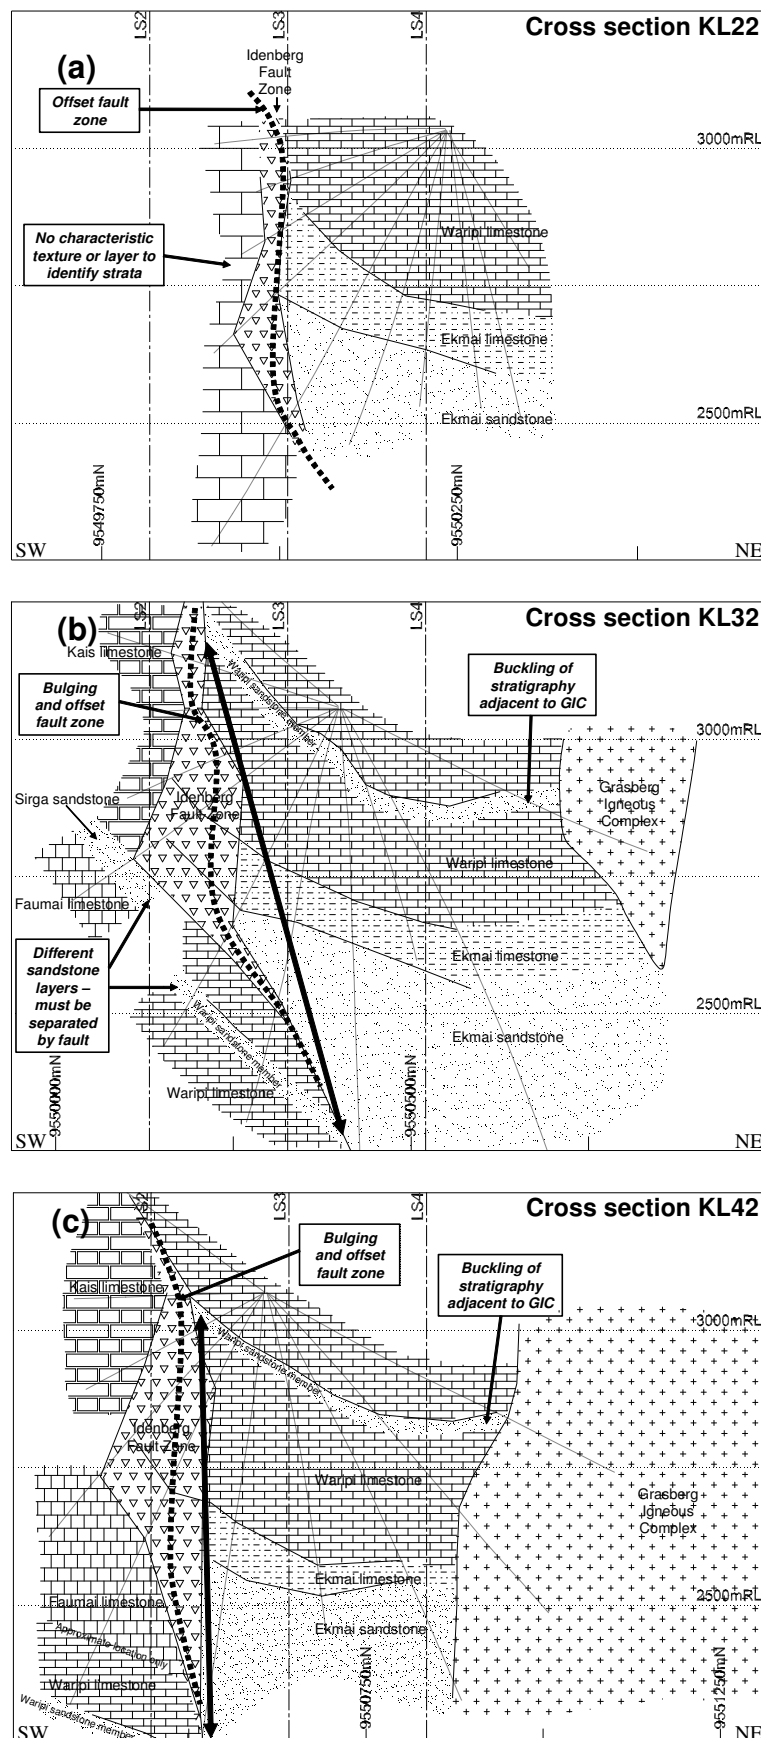 LS2
LS3
LS4
Cross section KL22
(a)
Idenberg
Fault
Zone
Offset fault
zone
3000mRL
No characteristic
texture or layer to
identify strata
Waripi limestone
Ekmai limestone
2500mRL
Ekmai sandstone
9549750mN
9550250mN
SW
NE
LS2
LS3
LS4
Cross section KL32
(b)
Kais limestone
Waripi sandstone member
Buckling of
stratigraphy
adjacent to GIC
Bulging
and offset
fault zone
3000mRL
Grasberg
Igneous
Complex
Sirga sandstone
Idenberg
Fault Zone
Waripi limestone
Faumai limestone
Different
sandstone
layers –
must be
separated
by fault
Ekmai limestone
2500mRL
Ekmai sandstone
Waripi sandstone member
Waripi limestone
9550000mN
9550500mN
SW
NE
LS2
LS3
LS4
Cross section KL42
(c)
Bulging
and offset
fault zone
Buckling of
stratigraphy
adjacent to GIC
Kais limestone
3000mRL
Waripi sandstone member
Idenberg
Fault Zone
Waripi limestone
Grasberg
Igneous
Complex
Ekmai limestone
2500mRL
Faumai limestone
Ekmai sandstone
Approximate location only
Waripi limestone
Waripi sandstone member
9550750mN
9551250mN
SW
NE